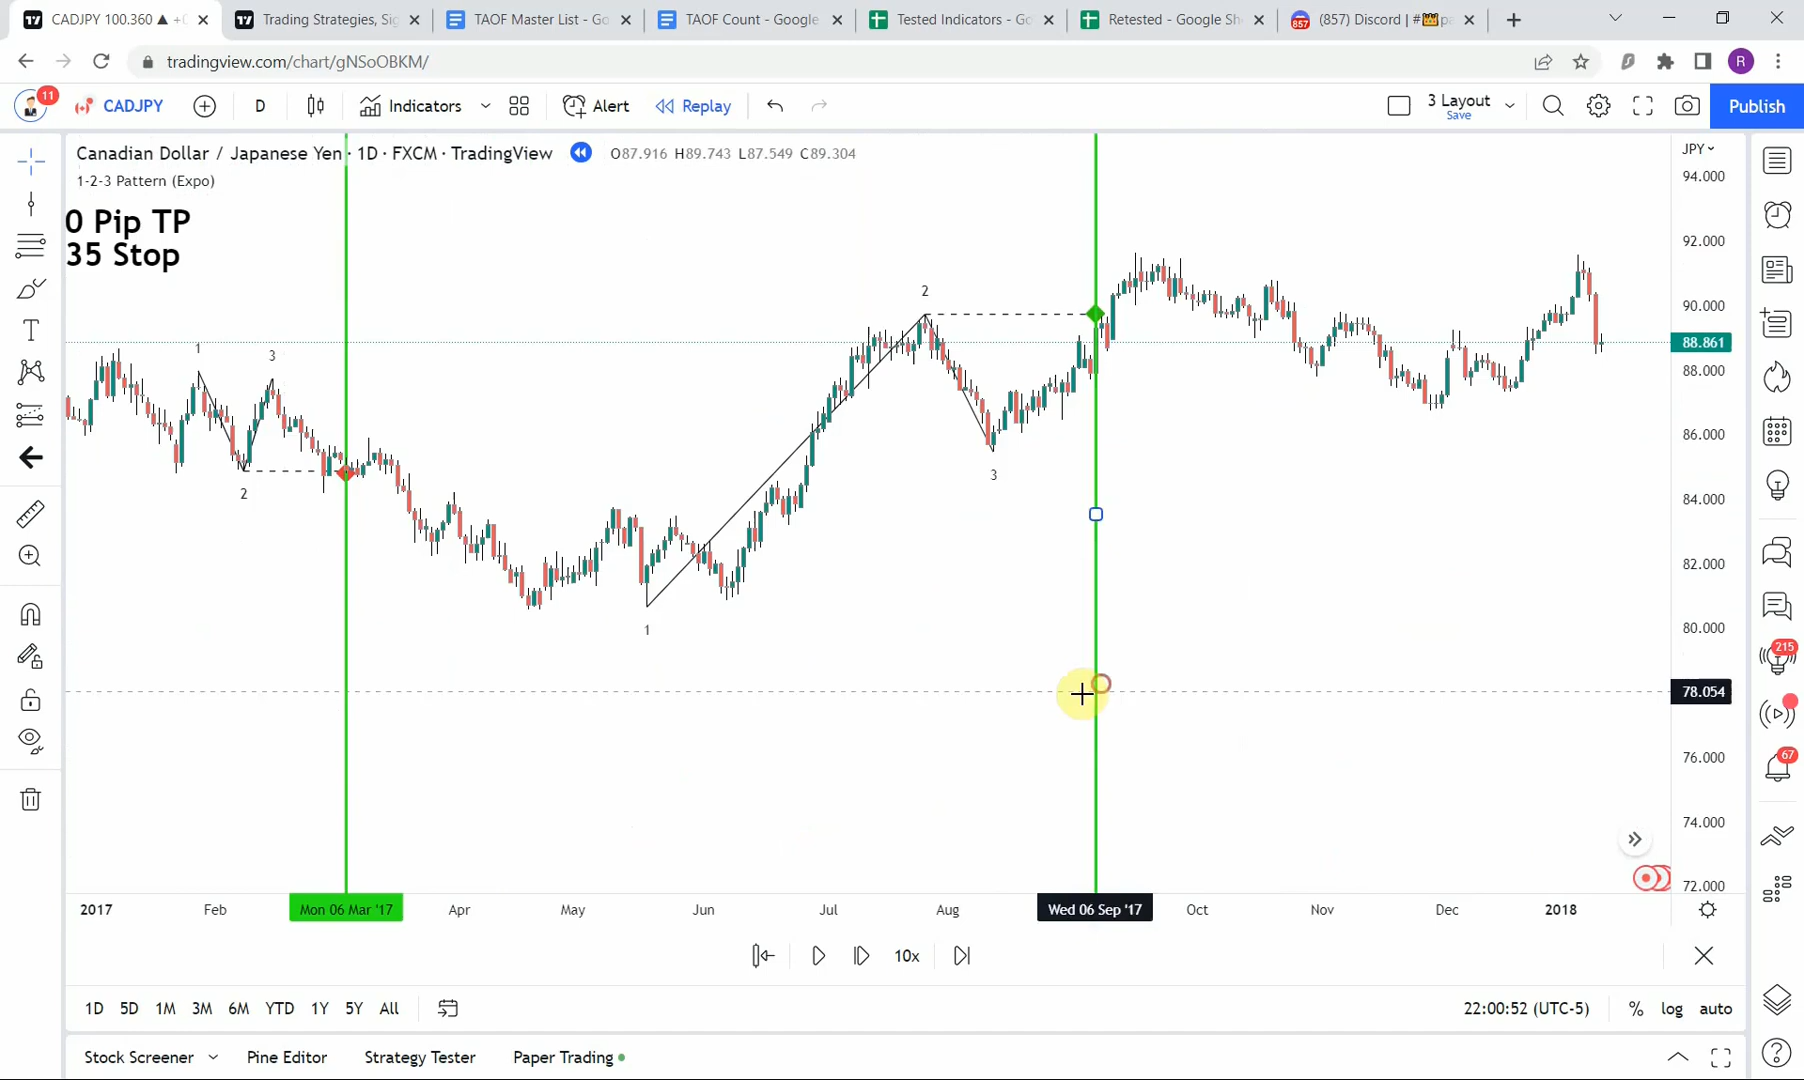 CADJPY 100.360 ▲ +0
Trading Strategies, Sig
TAOF Master List - Go
TAOF Count - Google
Tested Indicators - Go
Retested - Google Sh
(857) Discord | #
tradingview.com/chart/gNSoOBKM/
R
11
CADJPY
D
Indicators
Alert
Replay
3 Layout
Save
Publish
Canadian Dollar / Japanese Yen · 1D · FXCM · TradingView
O87.916 H89.743 L87.549 C89.304
JPY
1-2-3 Pattern (Expo)
0 Pip TP
35 Stop
94.000
92.000
90.000
88.861
88.000
86.000
84.000
82.000
80.000
78.054
76.000
74.000
72.000
1
3
2
2
3
1
215
67
2017
Feb
Mon 06 Mar '17
Apr
May
Jun
Jul
Aug
Wed 06 Sep '17
Oct
Nov
Dec
2018
10x
1D 5D 1M 3M 6M YTD 1Y 5Y All
22:00:52 (UTC-5)
% log auto
Stock Screener
Pine Editor
Strategy Tester
Paper Trading